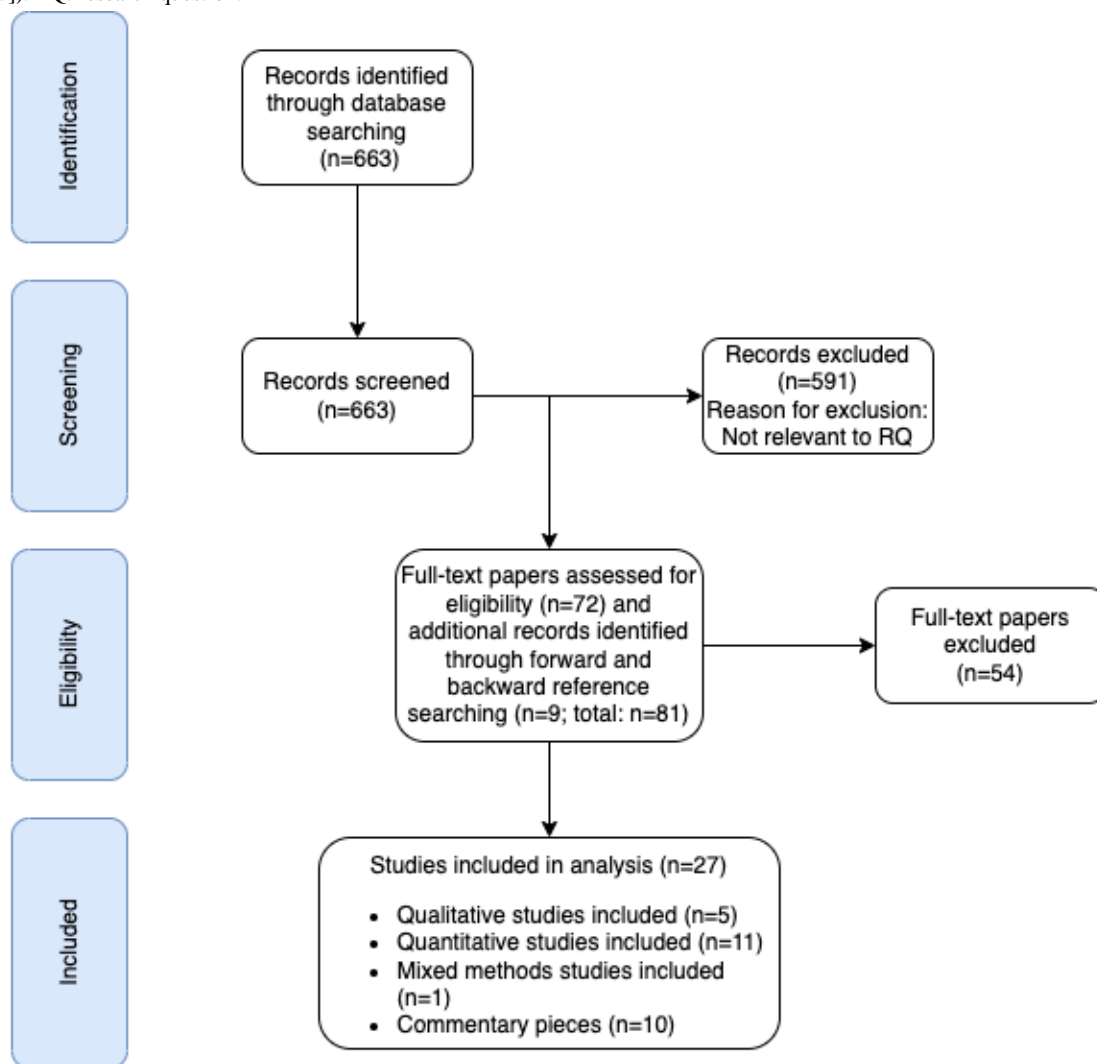 Identification
Records identified
through database
searching
(n=663)
Screening
Records screened
(n=663)
Records excluded
(n=591)
Reason for exclusion:
Not relevant to RQ
Eligibility
Full-text papers assessed for
eligibility (n=72) and
additional records identified
through forward and
backward reference
searching (n=9; total: n=81)
Full-text papers
excluded
(n=54)
Included
Studies included in analysis (n=27)
• Qualitative studies included (n=5)
• Quantitative studies included (n=11)
• Mixed methods studies included
(n=1)
• Commentary pieces (n=10)